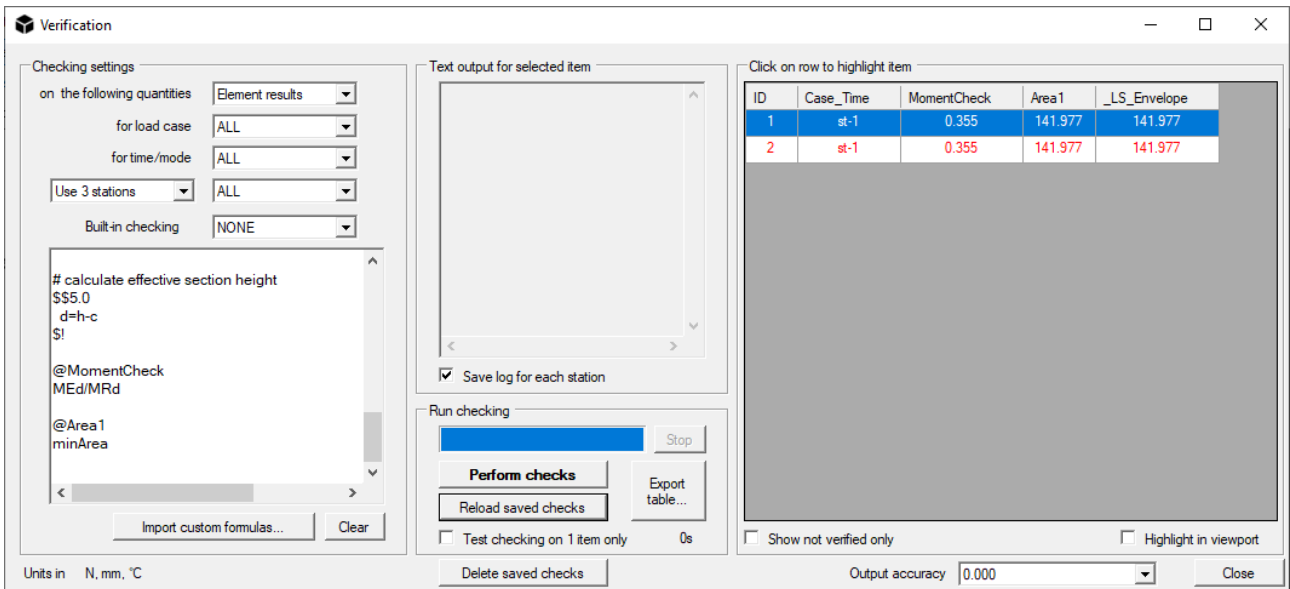 Verification
Checking settings
on the following quantities Element results
for load case ALL
for time/mode ALL
Use 3 stations ALL
Built-in checking NONE
# calculate effective section height
$$5.0
d=h-c
$!
@MomentCheck
MEd/MRd
@Area1
minArea
Import custom formulas... Clear
Units in N, mm, °C
Text output for selected item
Save log for each station
Run checking
Stop
Perform checks
Reload saved checks
Export table...
Test checking on 1 item only 0s
Delete saved checks
Click on row to highlight item
ID Case_Time MomentCheck Area1 _LS_Envelope
1 st-1 0.355 141.977 141.977
2 st-1 0.355 141.977 141.977
Show not verified only Highlight in viewport
Output accuracy 0.000 Close